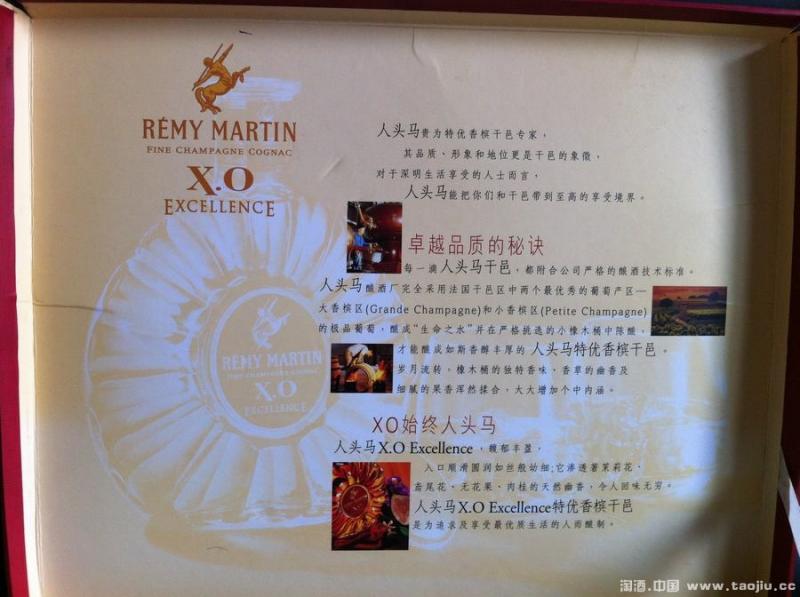 RÉMY MARTIN
FINE CHAMPAGNE COGNAC
X.O
EXCELLENCE
人头马贵为特优香槟干邑专家，
其品质、形象和地位更是干邑的象徵，
对于深明生活享受的人士而言，
人头马能把你们和干邑带到至高的享受境界。
卓越品质的秘诀
每一滴人头马干邑，都附合公司严格的酿酒技术标准。
人头马酿酒厂完全采用法国干邑区中两个最优秀的葡萄产区—
大香槟区(Grande Champagne)和小香槟区(Petite Champagne)
的极品葡萄，酿成“生命之水”并在严格挑选的小橡木桶中陈酿，
才能酿成如斯香醇丰厚的人头马特优香槟干邑。
岁月流转，橡木桶的独特香味，香草的幽香及
细腻的果香浑然揉合，大大增加个中内涵。
XO始终人头马
人头马X.O Excellence，馥郁丰盈，
入口顺滑圆润如丝般幼细;它渗透著茉莉花、
鸢尾花、无花果、肉桂的天然幽香，令人回味无穷。
人头马X.O Excellence特优香槟干邑
是为追求及享受最优质生活的人而酿制。
RÉMY MARTIN
FINE CHAMPAGNE COGNAC
X.O
EXCELLENCE
淘酒.中国 www.taojiu.cc